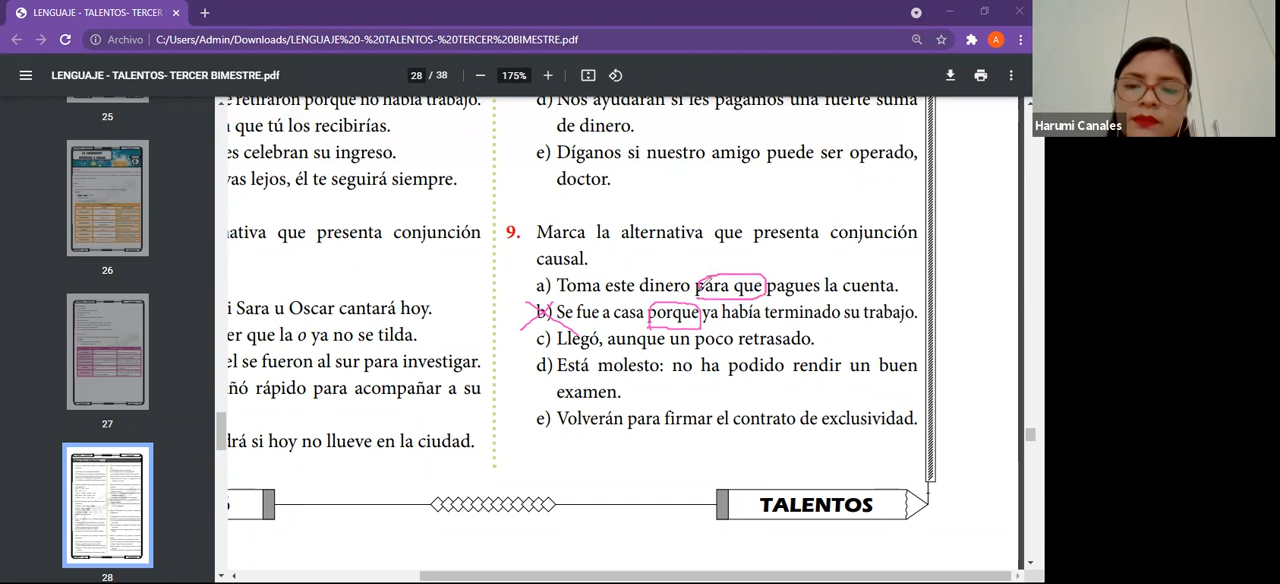 LENGUAJE - TALENTOS- TERCER B
Archivo
C:/Users/Admin/Downloads/LENGUAJE%20-%20TALENTOS-%20TERCER%20BIMESTRE.pdf
A
LENGUAJE - TALENTOS- TERCER BIMESTRE.pdf
28 / 38
175%
Harumi Canales
25
26
27
28
e retiraron porque no había trabajo.
que tú los recibirías.
es celebran su ingreso.
vas lejos, él te seguirá siempre.
nativa que presenta conjunción
i Sara u Oscar cantará hoy.
er que la o ya no se tilda.
el se fueron al sur para investigar.
ñó rápido para acompañar a su
drá si hoy no llueve en la ciudad.
d) Nos ayudarán si les pagamos una fuerte suma
de dinero.
e) Díganos si nuestro amigo puede ser operado,
doctor.
9. Marca la alternativa que presenta conjunción
causal.
a) Toma este dinero para que pagues la cuenta.
b) Se fue a casa porque ya había terminado su trabajo.
c) Llegó, aunque un poco retrasado.
d) Está molesto: no ha podido rendir un buen
examen.
e) Volverán para firmar el contrato de exclusividad.
TALENTOS